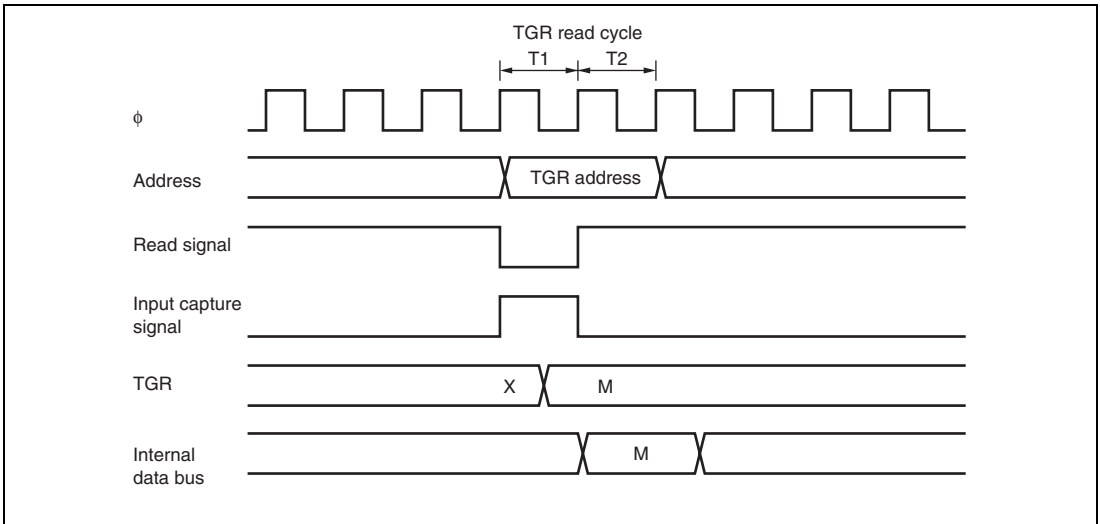 TGR read cycle
T1 T2
ϕ
Address TGR address
Read signal
Input capture
signal
TGR X M
Internal
data bus M